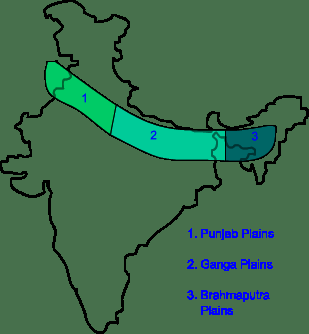 1
2
3
1. Punjab Plains
2. Ganga Plains
3. Brahmaputra
Plains